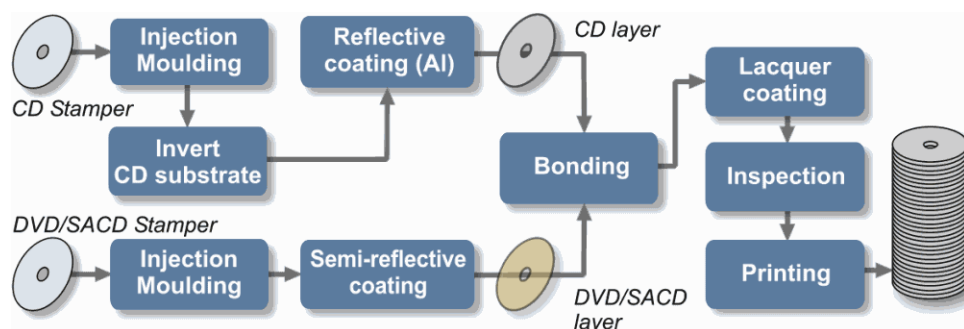 CD Stamper
Injection
Moulding
Invert
CD substrate
Reflective
coating (Al)
CD layer
DVD/SACD Stamper
Injection
Moulding
Semi-reflective
coating
DVD/SACD
layer
Bonding
Lacquer
coating
Inspection
Printing